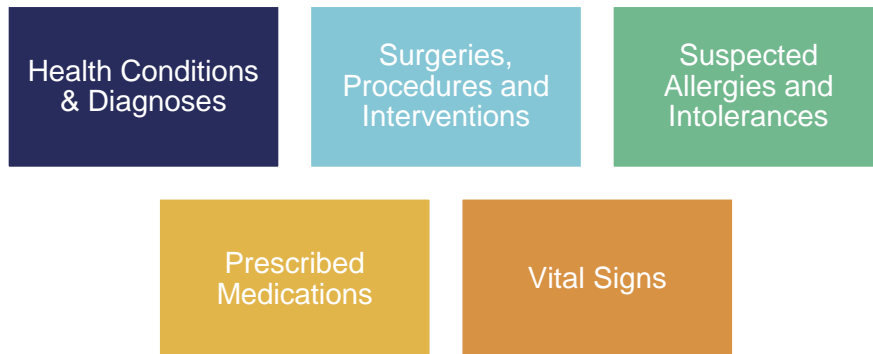 Health Conditions
& Diagnoses
Surgeries,
Procedures and
Interventions
Suspected
Allergies and
Intolerances
Prescribed
Medications
Vital Signs